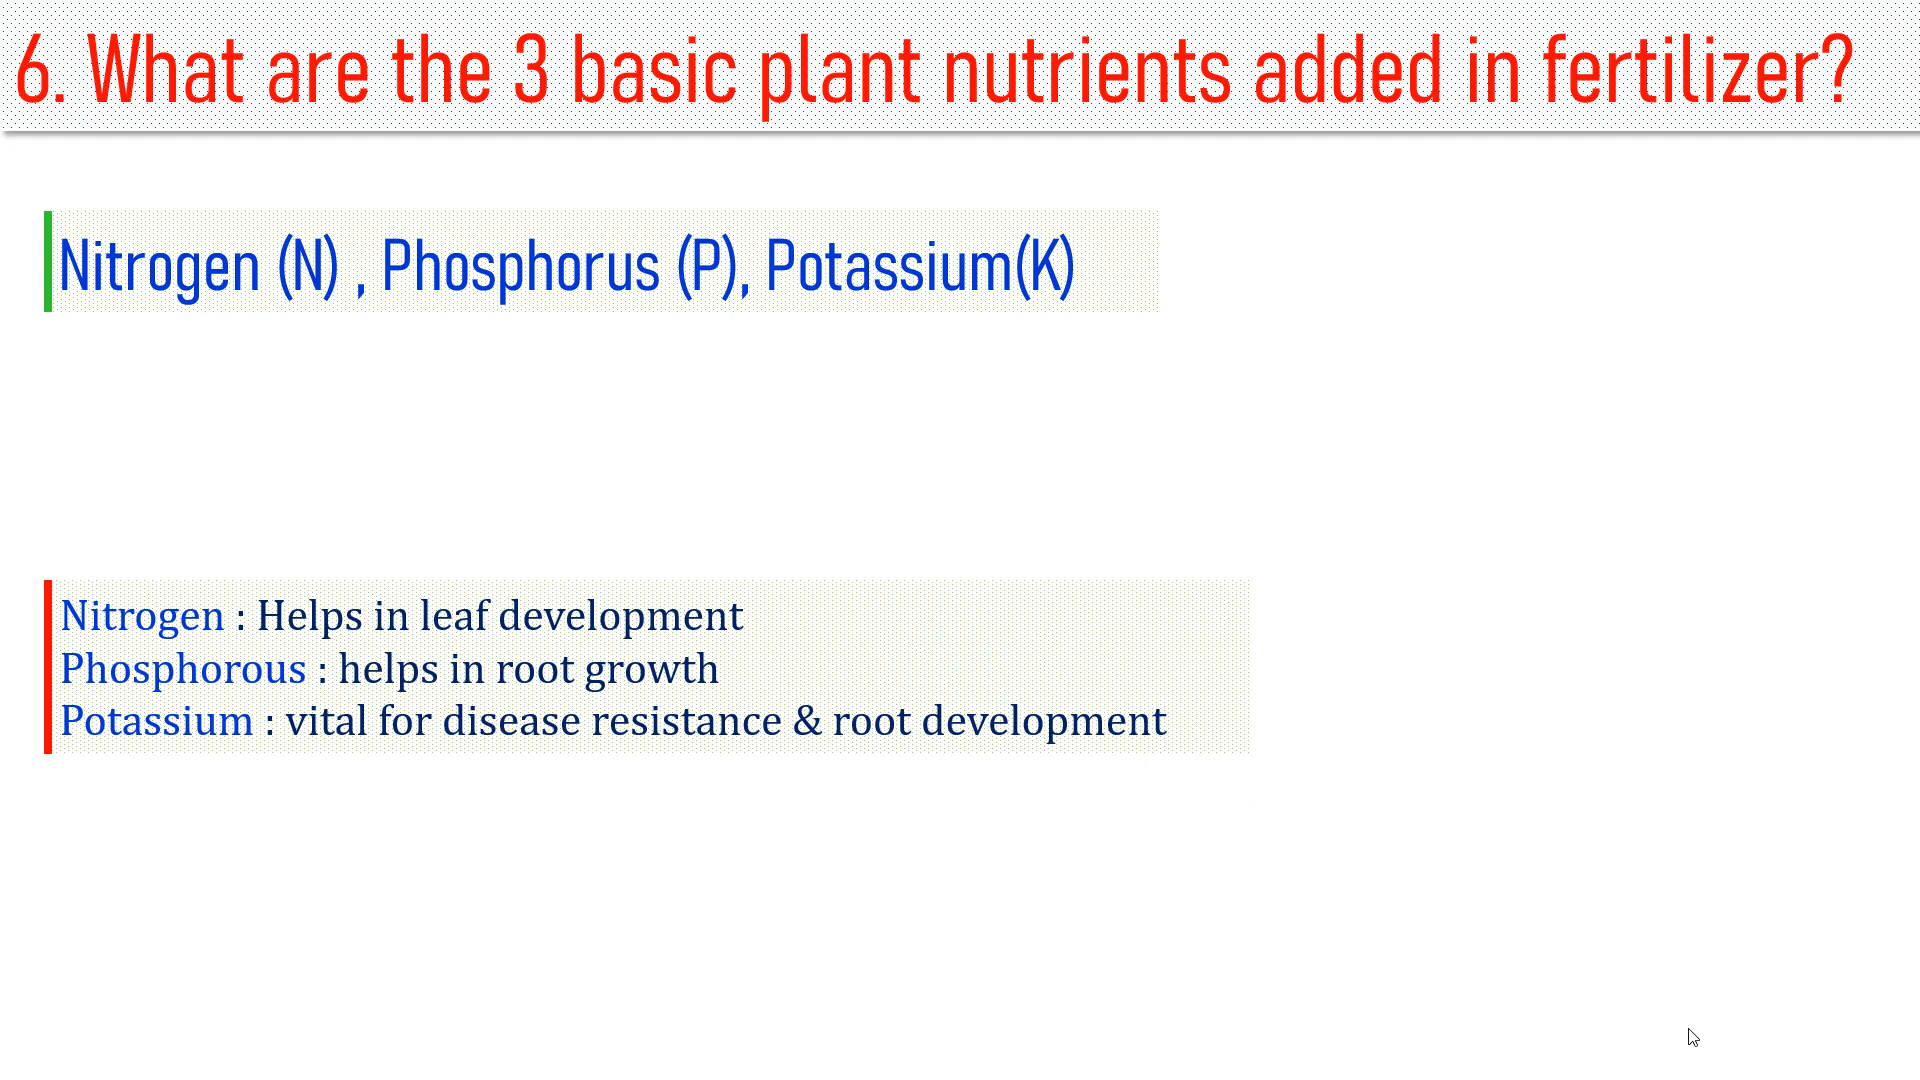 6. What are the 3 basic plant nutrients added in fertilizer?
Nitrogen (N) , Phosphorus (P), Potassium(K)
Nitrogen : Helps in leaf development
Phosphorous : helps in root growth
Potassium : vital for disease resistance & root development